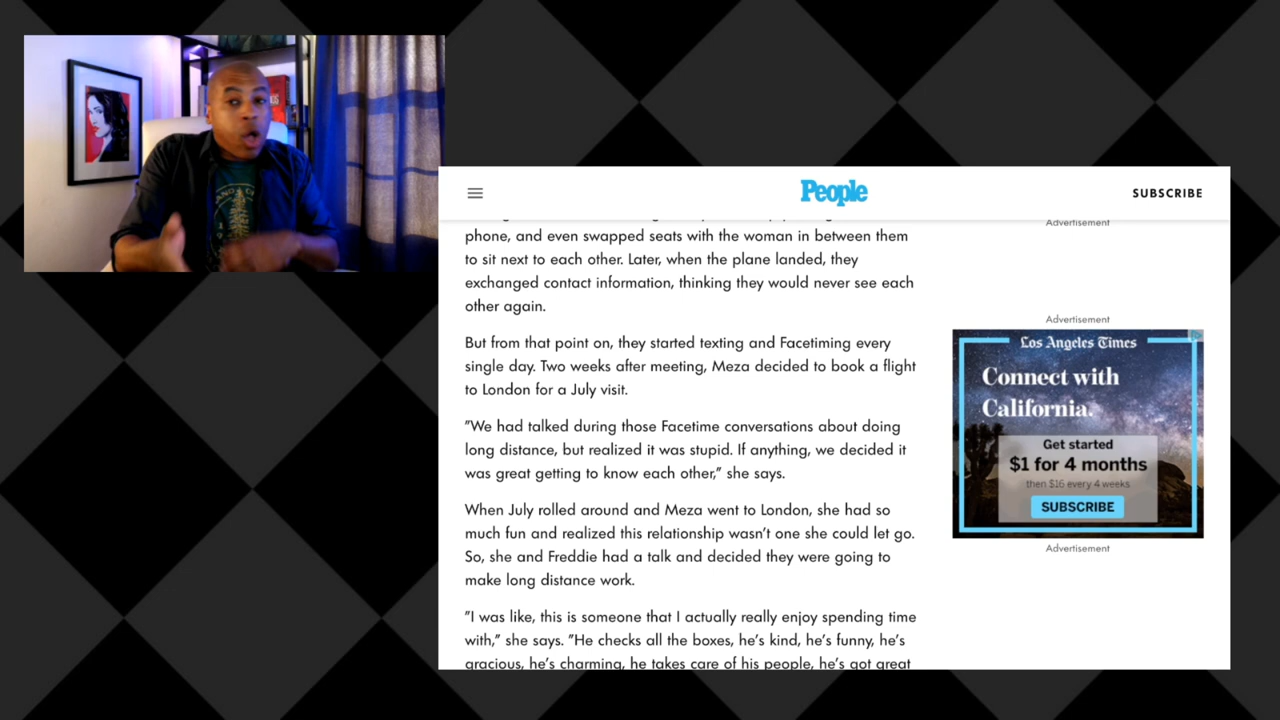 People
SUBSCRIBE
phone, and even swapped seats with the woman in between them
to sit next to each other. Later, when the plane landed, they
exchanged contact information, thinking they would never see each
other again.
But from that point on, they started texting and Facetiming every
single day. Two weeks after meeting, Meza decided to book a flight
to London for a July visit.
"We had talked during those Facetime conversations about doing
long distance, but realized it was stupid. If anything, we decided it
was great getting to know each other," she says.
When July rolled around and Meza went to London, she had so
much fun and realized this relationship wasn't one she could let go.
So, she and Freddie had a talk and decided they were going to
make long distance work.
"I was like, this is someone that I actually really enjoy spending time
with," she says. "He checks all the boxes, he's kind, he's funny, he's
gracious, he's charming, he takes care of his people, he's got great
Advertisement
Advertisement
Los Angeles Times
Connect with
California.
Get started
$1 for 4 months
then $16 every 4 weeks
SUBSCRIBE
Advertisement